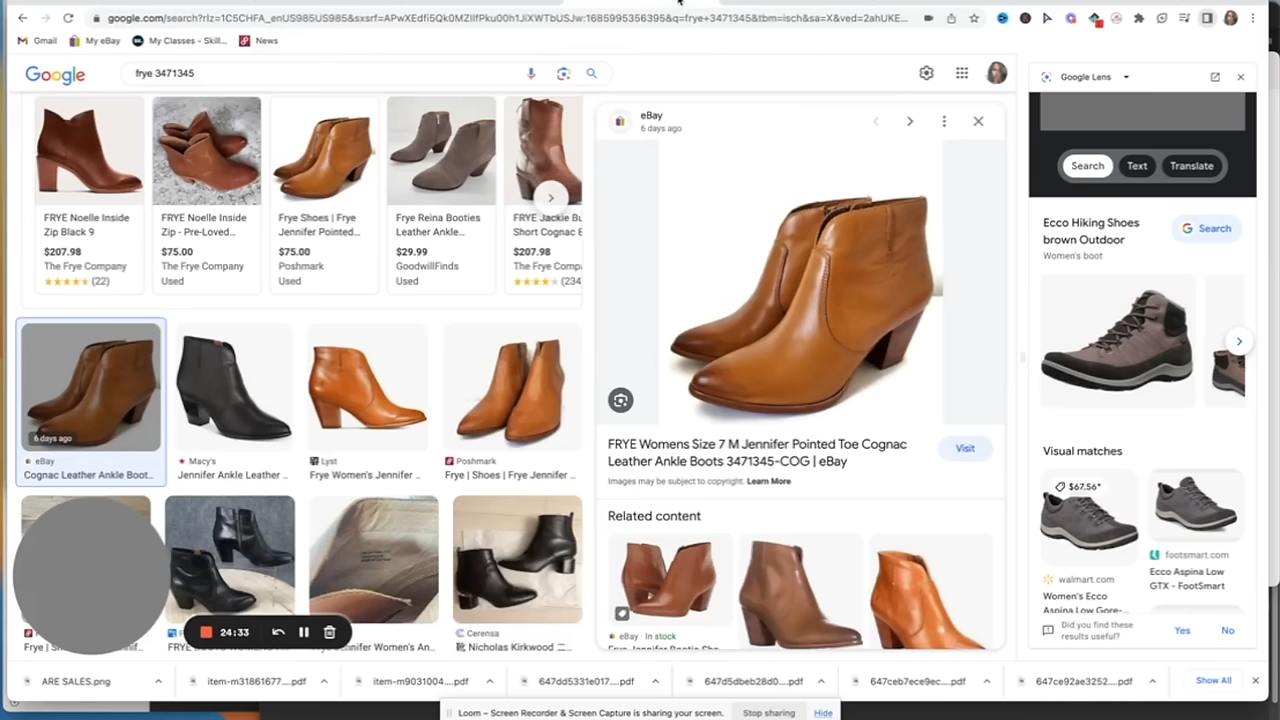 google.com/search?rlz=1C5CHFA_enUS985US985&sxsrf=APwXEdfi5Qk0MZIIfPku00h1JiXWTbUSJw:1685995356395&q=frye+3471345&tbm=isch&sa=X&ved=2ahUKE...
Gmail
My eBay
My Classes - Skill...
News
Google
frye 3471345
Google Lens
FRYE Noelle Inside
Zip Black 9
$207.98
The Frye Company
(22)
FRYE Noelle Inside
Zip - Pre-Loved...
$75.00
The Frye Company
Used
Frye Shoes | Frye
Jennifer Pointed...
$75.00
Poshmark
Used
Frye Reina Booties
Leather Ankle...
$29.99
GoodwillFinds
Used
FRYE Jackie Bu
Short Cognac 8
$207.98
The Frye Comp
(234
6 days ago
eBay
Cognac Leather Ankle Boot...
Macy's
Jennifer Ankle Leather ...
Lyst
Frye Women's Jennifer ...
Poshmark
Frye | Shoes | Frye Jennifer ...
24:33
Jennifer Women's An...
Cerensa
Nicholas Kirkwood
eBay
6 days ago
FRYE Womens Size 7 M Jennifer Pointed Toe Cognac
Leather Ankle Boots 3471345-COG | eBay
Visit
Images may be subject to copyright. Learn More
Related content
eBay · In stock
Search
Text
Translate
Ecco Hiking Shoes
brown Outdoor
Women's boot
Search
Visual matches
$67.56*
walmart.com
Women's Ecco
Aspina Low Gore-
footsmart.com
Ecco Aspina Low
GTX - FootSmart
Did you find these
results useful?
Yes
No
ARE SALES.png
item-m31861677....pdf
item-m9031004....pdf
647dd5331e017....pdf
647d5dbeb28d0....pdf
647ceb7ece9ec....pdf
647ce92ae3252....pdf
Show All
Loom – Screen Recorder & Screen Capture is sharing your screen.
Stop sharing
Hide